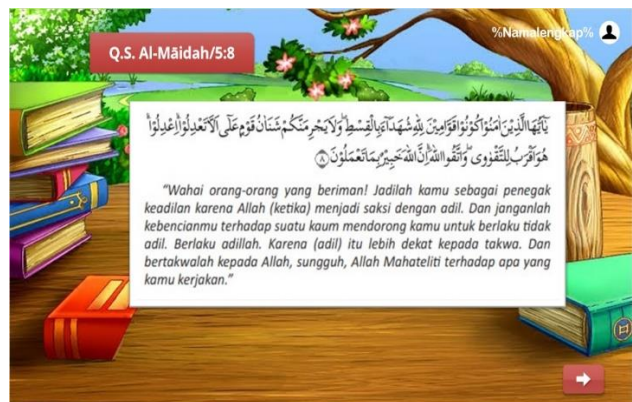 %Namalengkap%
Q.S. Al-Māidah/5:8
يٰٓاَيُّهَا الَّذِيْنَ اٰمَنُوْا كُوْنُوْا قَوَّامِيْنَ لِلّٰهِ شُهَدَاۤءَ بِالْقِسْطِۖ وَلَا يَجْرِمَنَّكُمْ شَنَاٰنُ قَوْمٍ عَلٰٓى اَلَّا تَعْدِلُوْاۗ اِعْدِلُوْاۗ
هُوَ اَقْرَبُ لِلتَّقْوٰىۖ وَاتَّقُوا اللّٰهَ ۗاِنَّ اللّٰهَ خَبِيْرٌۢ بِمَا تَعْمَلُوْنَ ۝٨
"Wahai orang-orang yang beriman! Jadilah kamu sebagai penegak
keadilan karena Allah (ketika) menjadi saksi dengan adil. Dan janganlah
kebencianmu terhadap suatu kaum mendorong kamu untuk berlaku tidak
adil. Berlaku adillah. Karena (adil) itu lebih dekat kepada takwa. Dan
bertakwalah kepada Allah, sungguh, Allah Mahateliti terhadap apa yang
kamu kerjakan."